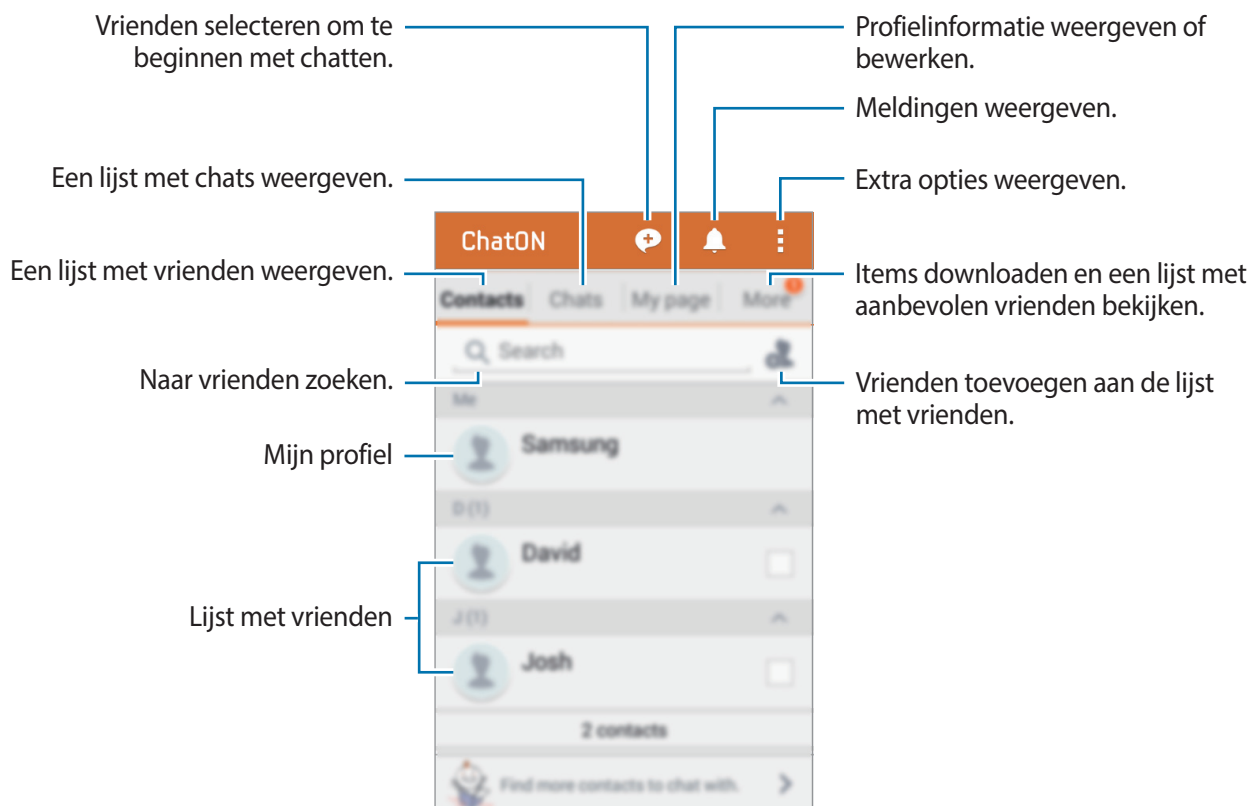 Vrienden selecteren om te
beginnen met chatten.
Een lijst met chats weergeven.
Een lijst met vrienden weergeven.
Naar vrienden zoeken.
Mijn profiel
Lijst met vrienden
Profielinformatie weergeven of
bewerken.
Meldingen weergeven.
Extra opties weergeven.
Items downloaden en een lijst met
aanbevolen vrienden bekijken.
Vrienden toevoegen aan de lijst
met vrienden.
ChatON
Contacts Chats My page More
Search
Me
Samsung
D (1)
David
J (1)
Josh
2 contacts
Find more contacts to chat with.